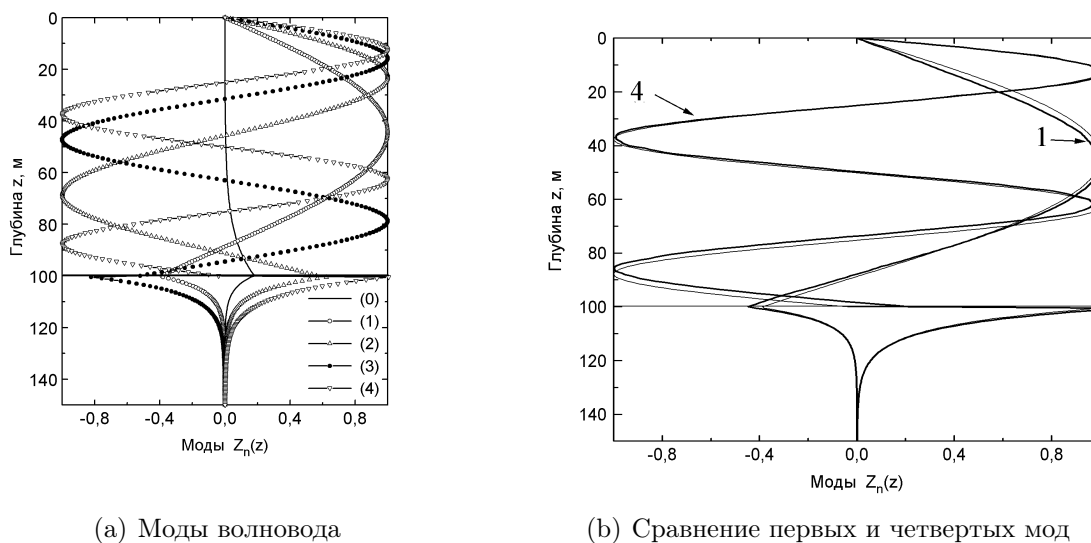 0
20
40
60
80
100
120
140
Глубина z, м
-0,8 -0,4 0,0 0,4 0,8
Моды Zn(z)
(0)
(1)
(2)
(3)
(4)
(a) Моды волновода
0
20
40
60
80
100
120
140
Глубина z, м
4
1
-0,8 -0,4 0,0 0,4 0,8
Моды Zn(z)
(b) Сравнение первых и четвертых мод